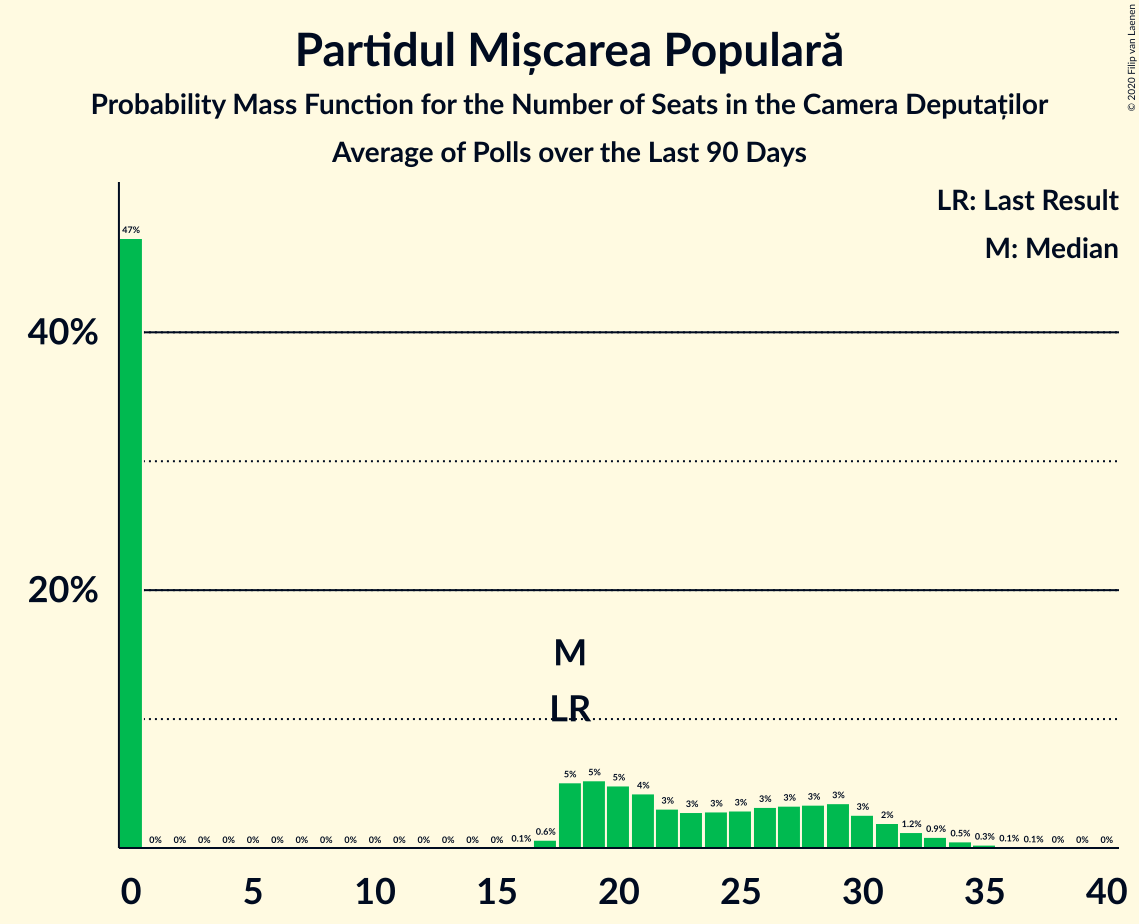 Partidul Mișcarea Populară
Probability Mass Function for the Number of Seats in the Camera Deputaților
Average of Polls over the Last 90 Days
© 2020 Filip van Laenen
LR: Last Result
M: Median
47%
40%
20%
M
LR
0% 0% 0% 0% 0% 0% 0% 0% 0% 0% 0% 0% 0% 0% 0% 0.1% 0.6% 5% 5% 5% 4% 3% 3% 3% 3% 3% 3% 3% 3% 3% 2% 1.2% 0.9% 0.5% 0.3% 0.1% 0.1% 0% 0% 0%
0 5 10 15 20 25 30 35 40